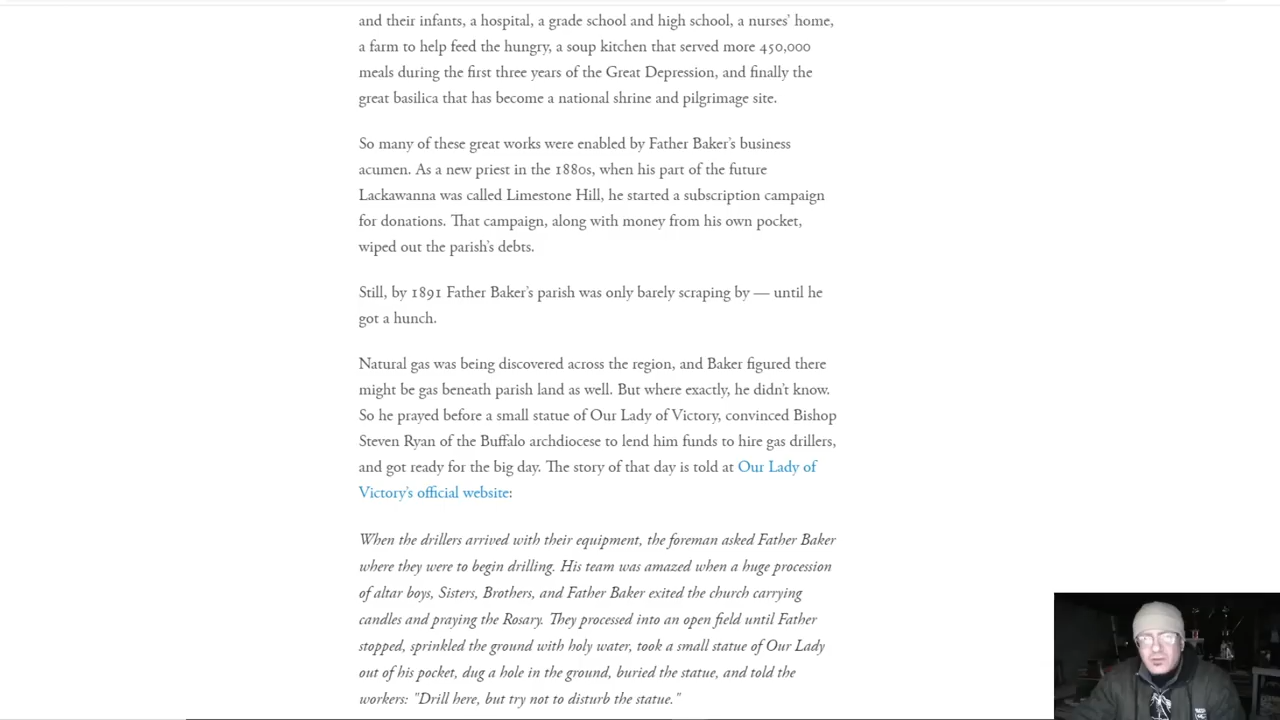 and their infants, a hospital, a grade school and high school, a nurses' home,
a farm to help feed the hungry, a soup kitchen that served more 450,000
meals during the first three years of the Great Depression, and finally the
great basilica that has become a national shrine and pilgrimage site.
So many of these great works were enabled by Father Baker's business
acumen. As a new priest in the 1880s, when his part of the future
Lackawanna was called Limestone Hill, he started a subscription campaign
for donations. That campaign, along with money from his own pocket,
wiped out the parish's debts.
Still, by 1891 Father Baker's parish was only barely scraping by — until he
got a hunch.
Natural gas was being discovered across the region, and Baker figured there
might be gas beneath parish land as well. But where exactly, he didn't know.
So he prayed before a small statue of Our Lady of Victory, convinced Bishop
Steven Ryan of the Buffalo archdiocese to lend him funds to hire gas drillers,
and got ready for the big day. The story of that day is told at Our Lady of
Victory's official website:
When the drillers arrived with their equipment, the foreman asked Father Baker
where they were to begin drilling. His team was amazed when a huge procession
of altar boys, Sisters, Brothers, and Father Baker exited the church carrying
candles and praying the Rosary. They processed into an open field until Father
stopped, sprinkled the ground with holy water, took a small statue of Our Lady
out of his pocket, dug a hole in the ground, buried the statue, and told the
workers: "Drill here, but try not to disturb the statue."